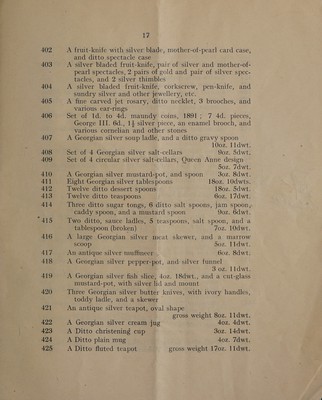 17
402 A fruit-knife with silver blade, mother-of-pearl card case,
and ditto spectacle case
403 A silver bladed fruit-knife, pair of silver and mother-of-
pearl spectacles, 2 pairs of gold and pair of silver spec-
tacles, and 2 silver thimbles
404 A silver bladed fruit-knife, corkscrew, pen-knife, and
sundry silver and other jewellery, etc.
405 A fine carved jet rosary, ditto necklet, 3 brooches, and
various ear-rings
406 Set of 1d. to 4d. maundy coins, 1891; 7 4d. pieces,
George III. 6d., 1½ silver piece, an enamel brooch, and
various cornelian and other stones
407 A Georgian silver soup ladle, and a ditto gravy spoon
10oz. 11dwt.
408 Set of 4 Georgian silver salt-cellars 9oz. 5dwt.
409 Set of 4 circular silver salt-cellars, Queen Anne design
5oz. 7dwt.
410 A Georgian silver mustard-pot, and spoon 3oz. 8dwt.
411 Eight Georgian silver tablespoons 18oz. 10dwts.
412 Twelve ditto dessert spoons 18oz. 5dwt.
413 Twelve ditto teaspoons 6oz. 17dwt.
414 Three ditto sugar tongs, 6 ditto salt spoons, jam spoon,
caddy spoon, and a mustard spoon 9oz. 6dwt.
415 Two ditto, sauce ladles, 5 teaspoons, salt spoon, and a
tablespoon (broken) 7oz. 10dwt.
416 A large Georgian silver meat skewer, and a marrow
scoop 5oz. 11dwt.
417 An antique silver muffineer 6oz. 8dwt.
418 A Georgian silver pepper-pot, and silver funnel
3 oz. 11dwt.
419 A Georgian silver fish slice, 4oz. 18dwt., and a cut-glass
mustard-pot, with silver lid and mount
420 Three Georgian silver butter knives, with ivory handles,
toddy ladle, and a skewer
421 An antique silver teapot, oval shape
gross weight 8oz. 11dwt.
422 A Georgian silver cream jug 4oz. 4dwt.
423 A Ditto christening cup 3oz. 14dwt.
424 A Ditto plain mug 4oz. 7dwt.
425 A Ditto fluted teapot gross weight 17oz. 11dwt.